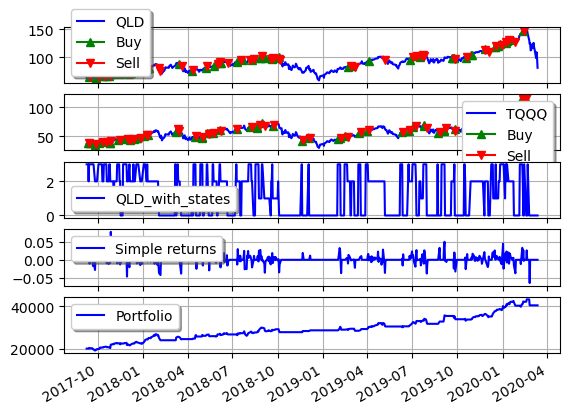 150
100
QLD
Buy
Sell
100
50
TQQQ
Buy
Sell
2
0
QLD_with_states
0.05
0.00
−0.05
Simple returns
40000
20000
Portfolio
2017-10
2018-01
2018-04
2018-07
2018-10
2019-01
2019-04
2019-07
2019-10
2020-01
2020-04